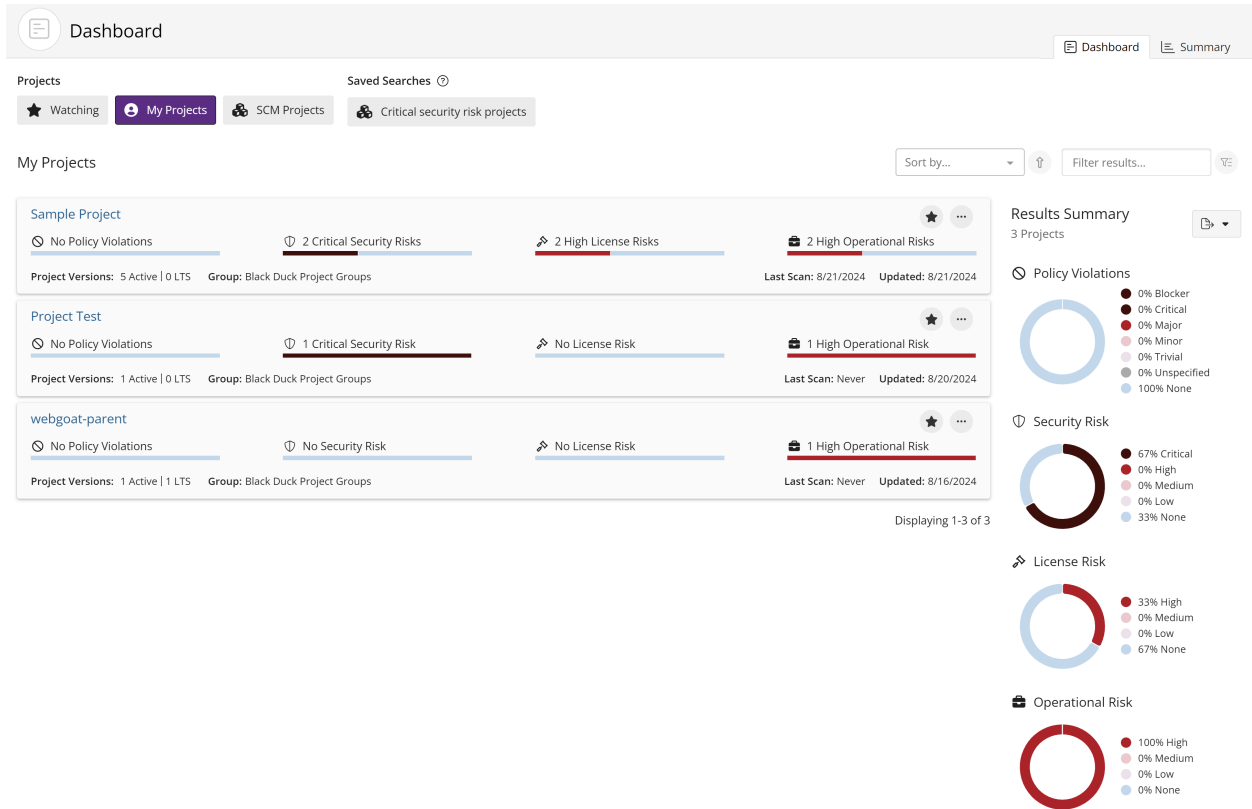 Dashboard
Dashboard Summary
Projects Saved Searches ?
Watching My Projects SCM Projects Critical security risk projects
My Projects Sort by... Filter results...
Sample Project
No Policy Violations 2 Critical Security Risks 2 High License Risks 2 High Operational Risks
Project Versions: 5 Active | 0 LTS Group: Black Duck Project Groups Last Scan: 8/21/2024 Updated: 8/21/2024
Project Test
No Policy Violations 1 Critical Security Risk No License Risk 1 High Operational Risk
Project Versions: 1 Active | 0 LTS Group: Black Duck Project Groups Last Scan: Never Updated: 8/20/2024
webgoat-parent
No Policy Violations No Security Risk No License Risk 1 High Operational Risk
Project Versions: 1 Active | 1 LTS Group: Black Duck Project Groups Last Scan: Never Updated: 8/16/2024
Displaying 1-3 of 3
Results Summary
3 Projects
Policy Violations
0% Blocker
0% Critical
0% Major
0% Minor
0% Trivial
0% Unspecified
100% None
Security Risk
67% Critical
0% High
0% Medium
0% Low
33% None
License Risk
33% High
0% Medium
0% Low
67% None
Operational Risk
100% High
0% Medium
0% Low
0% None